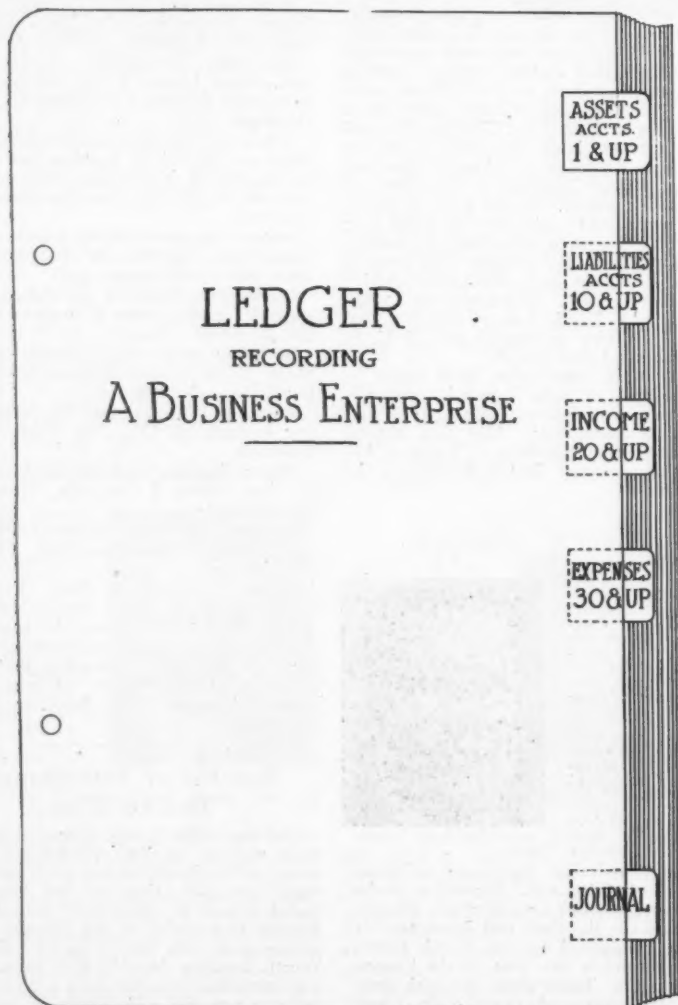 LEDGER
RECORDING
A BUSINESS ENTERPRISE
ASSETS
ACCTS.
1 & UP
LIABILITIES
ACCTS
10 & UP
INCOME
20 & UP
EXPENSES
30 & UP
JOURNAL